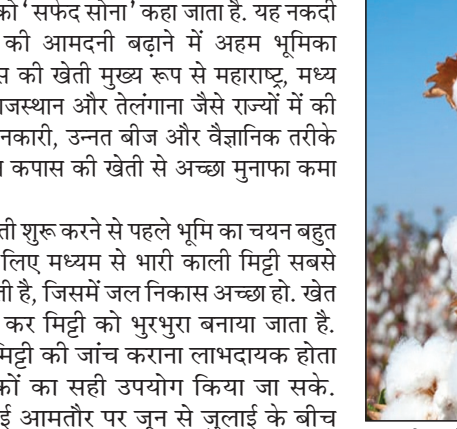 को ‘सफेद सोना’ कहा जाता है. यह नकदी
की आमदनी बढ़ाने में अहम भूमिका
की खेती मुख्य रूप से महाराष्ट्र, मध्य
और तेलंगाना जैसे राज्यों में की
उन्नत बीज और वैज्ञानिक तरीके
कपास की खेती से अच्छा मुनाफा कमा
शुरू करने से पहले भूमि का चयन बहुत
लिए मध्यम से भारी काली मिट्टी सबसे
है, जिसमें जल निकास अच्छा हो. खेत
कर मिट्टी को भुरभुरा बनाया जाता है.
मिट्टी की जांच कराना लाभदायक होता
का सही उपयोग किया जा सके.
आमतौर पर जून से जुलाई के बीच